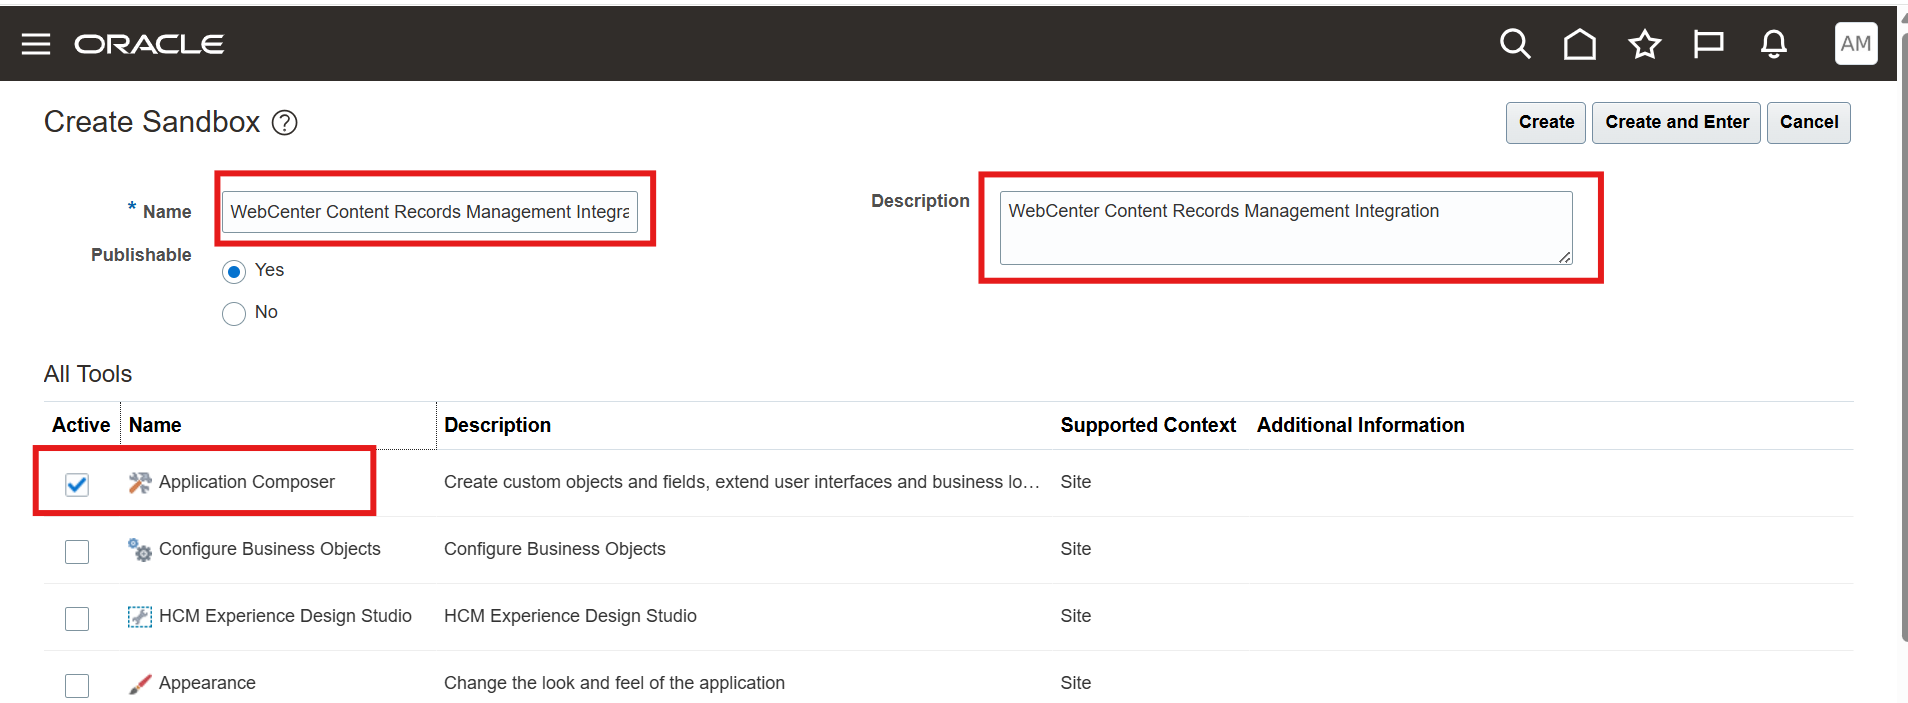 ORACLE
AM
Create Sandbox ?
Create
Create and Enter
Cancel
* Name
WebCenter Content Records Management Integra
Description
WebCenter Content Records Management Integration
Publishable
Yes
No
All Tools
Active Name Description Supported Context Additional Information
Application Composer Create custom objects and fields, extend user interfaces and business lo... Site
Configure Business Objects Configure Business Objects Site
HCM Experience Design Studio HCM Experience Design Studio Site
Appearance Change the look and feel of the application Site